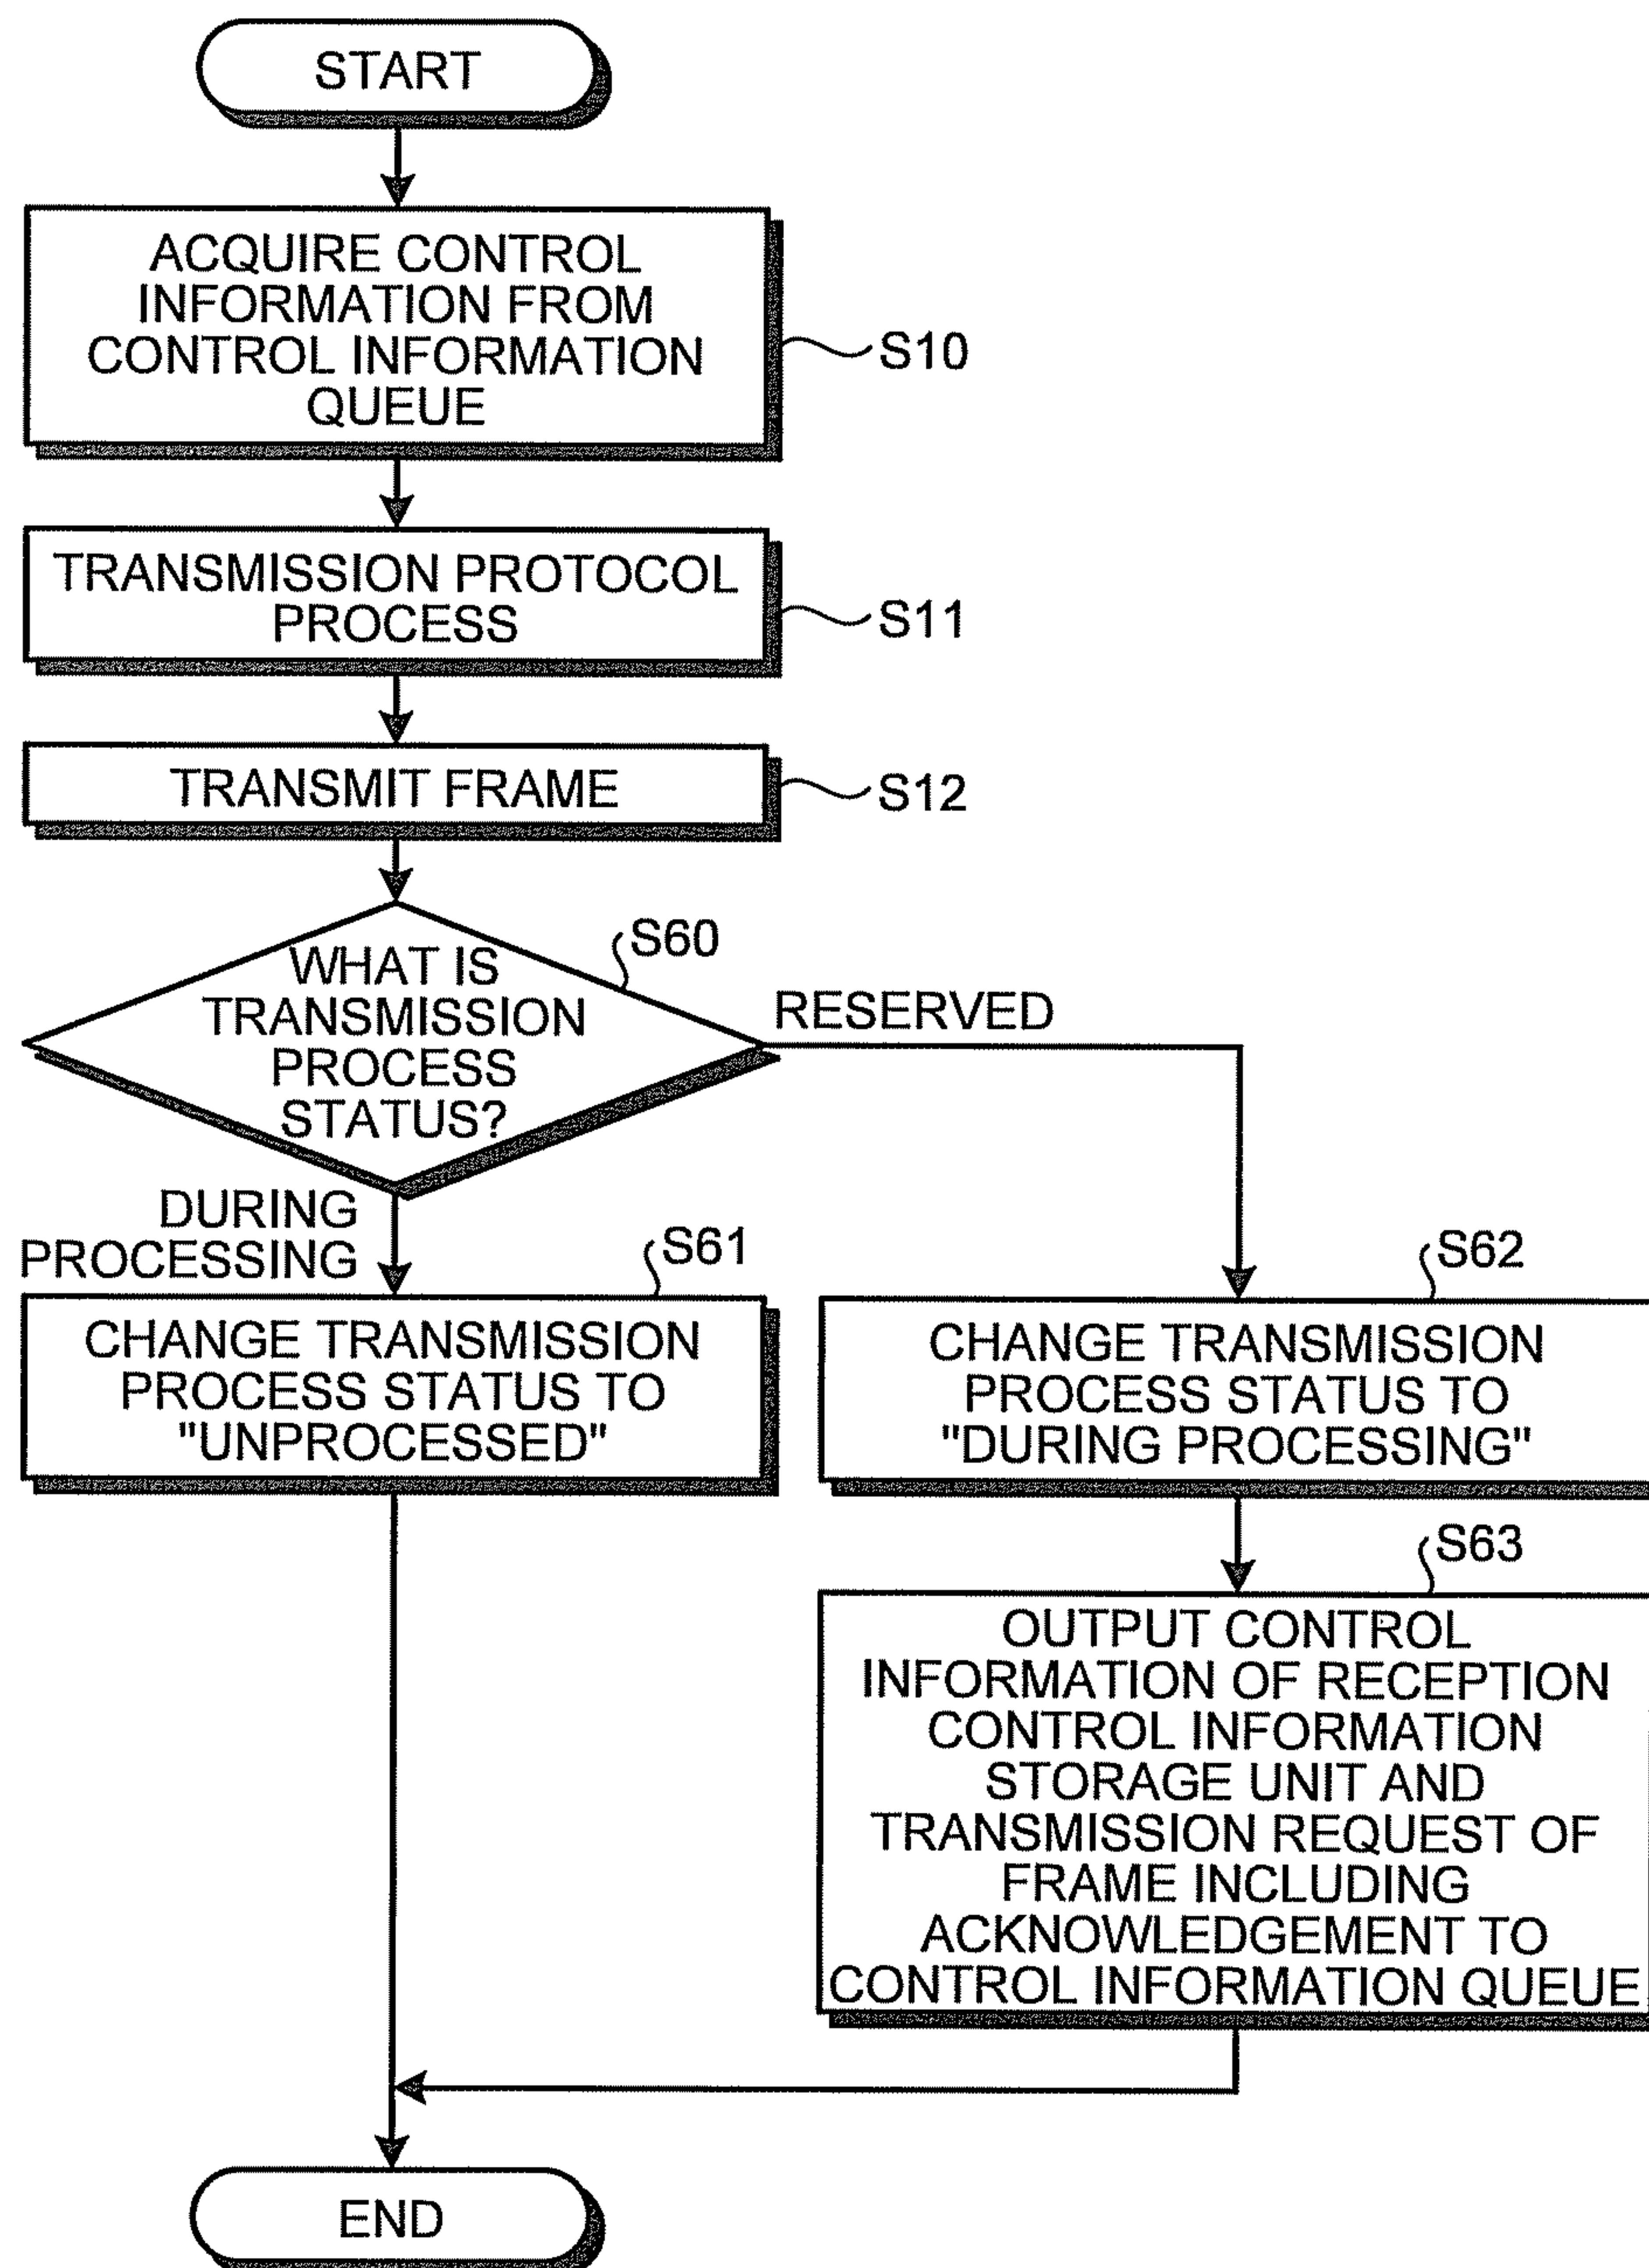 START
ACQUIRE CONTROL
INFORMATION FROM
CONTROL INFORMATION
QUEUE
S10
TRANSMISSION PROTOCOL
PROCESS
S11
TRANSMIT FRAME
S12
S60
WHAT IS
TRANSMISSION
PROCESS
STATUS?
RESERVED
DURING
PROCESSING
S61
CHANGE TRANSMISSION
PROCESS STATUS TO
"UNPROCESSED"
S62
CHANGE TRANSMISSION
PROCESS STATUS TO
"DURING PROCESSING"
S63
OUTPUT CONTROL
INFORMATION OF RECEPTION
CONTROL INFORMATION
STORAGE UNIT AND
TRANSMISSION REQUEST OF
FRAME INCLUDING
ACKNOWLEDGEMENT TO
CONTROL INFORMATION QUEUE
END